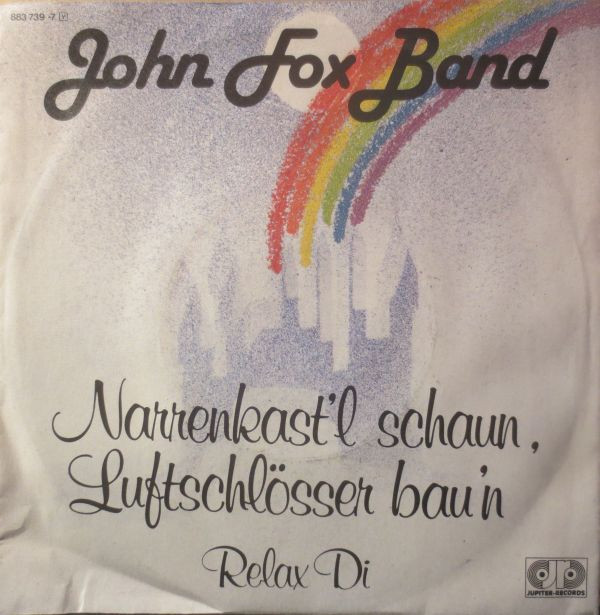 883 739 -7 Y
John Fox Band
Narrenkast'l schaun,
Luftschlösser bau'n
Relax Di
JUPITER-RECORDS